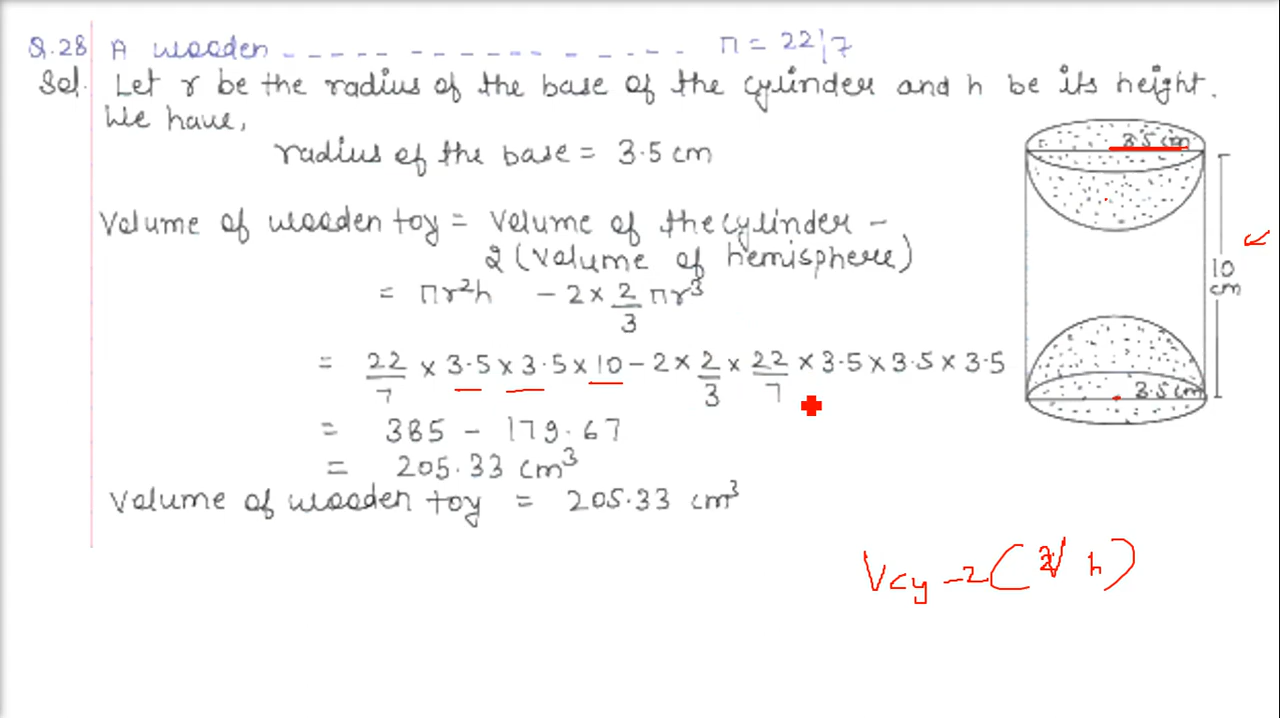 Q.28 A wooden - - - - - - - - - - - - - - - π = 22/7
Sol. Let r be the radius of the base of the cylinder and h be its height.
We have,
radius of the base = 3.5 cm
Volume of wooden toy = Volume of the cylinder -
2 (Volume of hemisphere)
= πr²h - 2 × 2/3 πr³
= 22/7 × 3.5 × 3.5 × 10 - 2 × 2/3 × 22/7 × 3.5 × 3.5 × 3.5
= 385 - 179.67
= 205.33 cm³
Volume of wooden toy = 205.33 cm³
3.5 cm
10
cm
3.5 cm
Vcy - 2 ( V h )